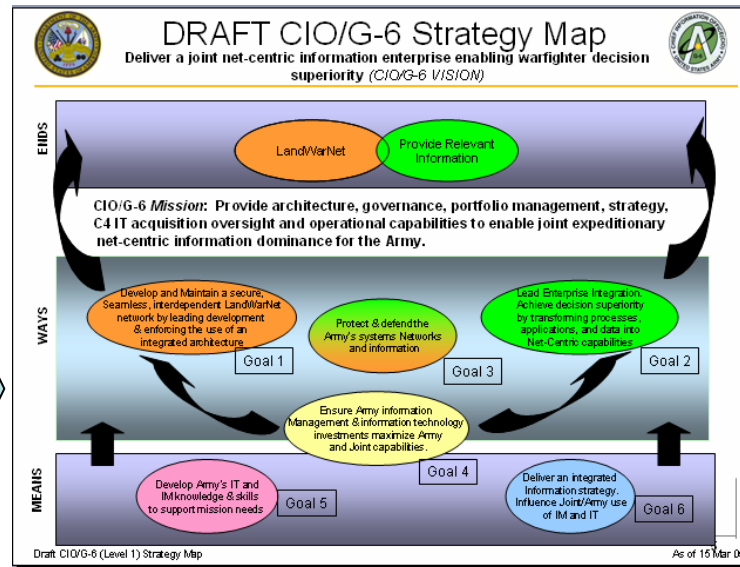 DRAFT CIO/G-6 Strategy Map
Deliver a joint net-centric information enterprise enabling warfighter decision
superiority (CIO/G-6 VISION)
ENDS
LandWarNet
Provide Relevant
Information
CIO/G-6 Mission: Provide architecture, governance, portfolio management, strategy,
C4 IT acquisition oversight and operational capabilities to enable joint expeditionary
net-centric information dominance for the Army.
WAYS
Develop and Maintain a secure,
Seamless, interdependent LandWarNet
network by leading development
& enforcing the use of an
integrated architecture
Goal 1
Protect & defend the
Army's systems Networks
and information
Goal 3
Lead Enterprise Integration.
Achieve decision superiority
by transforming processes,
applications, and data into
Net-Centric capabilities
Goal 2
Ensure Army information
Management & information technology
investments maximize Army
and Joint capabilities.
Goal 4
MEANS
Develop Army's IT and
IM knowledge & skills
to support mission needs
Goal 5
Deliver an integrated
Information strategy.
Influence Joint/Army use
of IM and IT
Goal 6
Draft CIO/G-6 (Level 1) Strategy Map
As of 15 Mar